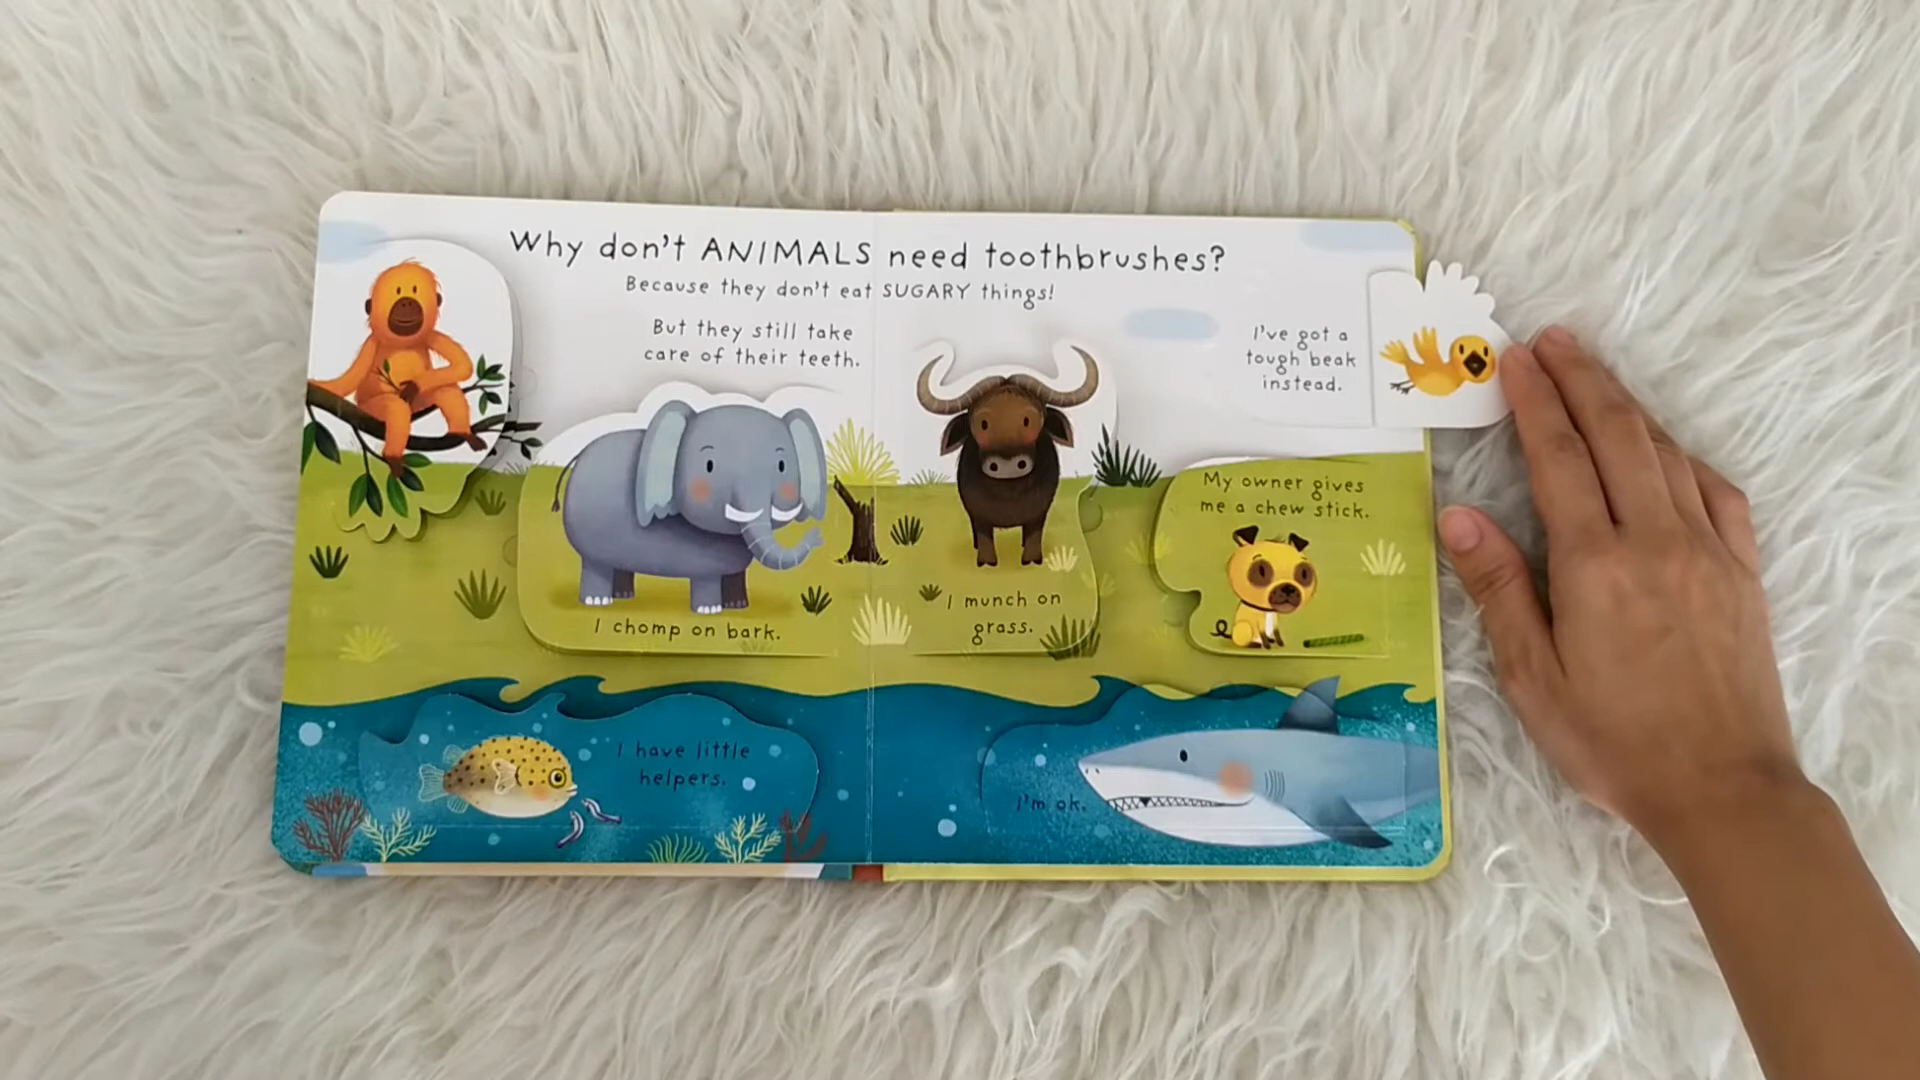 Why don't ANIMALS need toothbrushes?
Because they don't eat SUGARY things!
But they still take
care of their teeth.
I've got a
tough beak
instead.
My owner gives
me a chew stick.
I munch on
grass.
I chomp on bark.
I have little
helpers.
I'm ok.